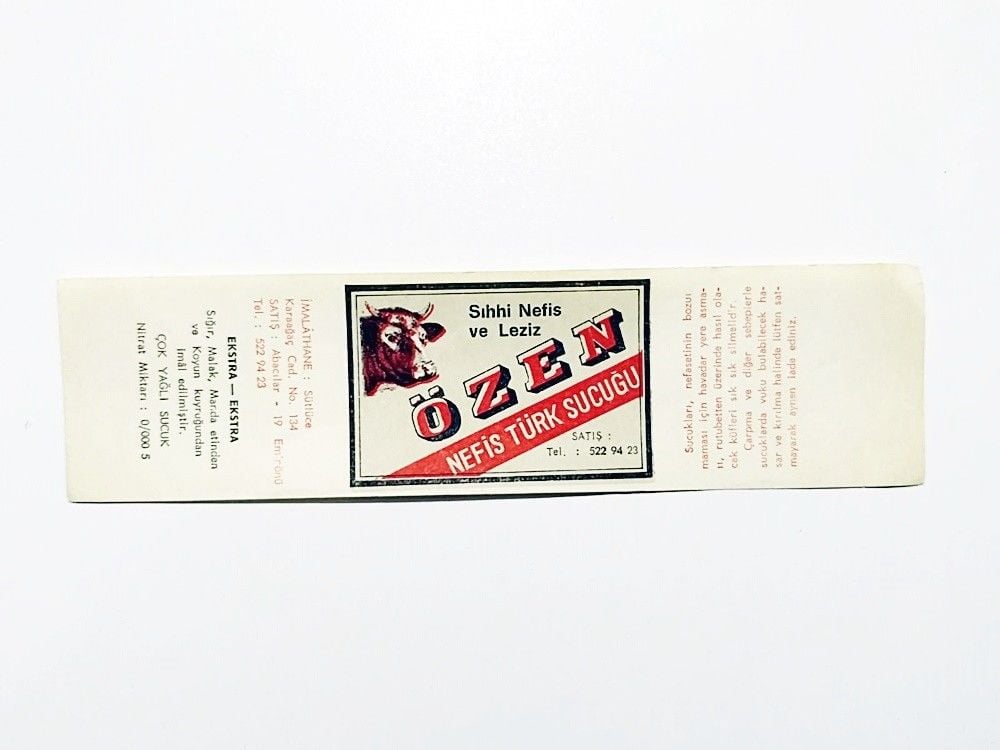 EKSTRA — EKSTRA
Sığır, Malak, Manda etinden
ve Koyun kuyruğundan
imâl edilmiştir.
ÇOK YAĞLI SUCUK
Nitrat Miktarı : 0/000 5
İMALÂTHANE : Sütlüce
Karaağaç Cad. No. 134
SATIŞ : Abacılar - 19 Eminönü
Tel. : 522 94 23
Sıhhi Nefis
ve Leziz
ÖZEN
NEFİS TÜRK SUCUĞU
SATIŞ :
Tel. : 522 94 23
Sucukları, nefasetinin bozul
maması için havadar yere asma-
lı, rutubetten üzerinde hasıl ola-
cak küfleri sık sık silmelidir.
Çarpma ve diğer sebeplerle
sucuklarda vuku bulabilecek ha-
sar ve kırılma halinde lütfen sat-
mayarak aynen iade ediniz.